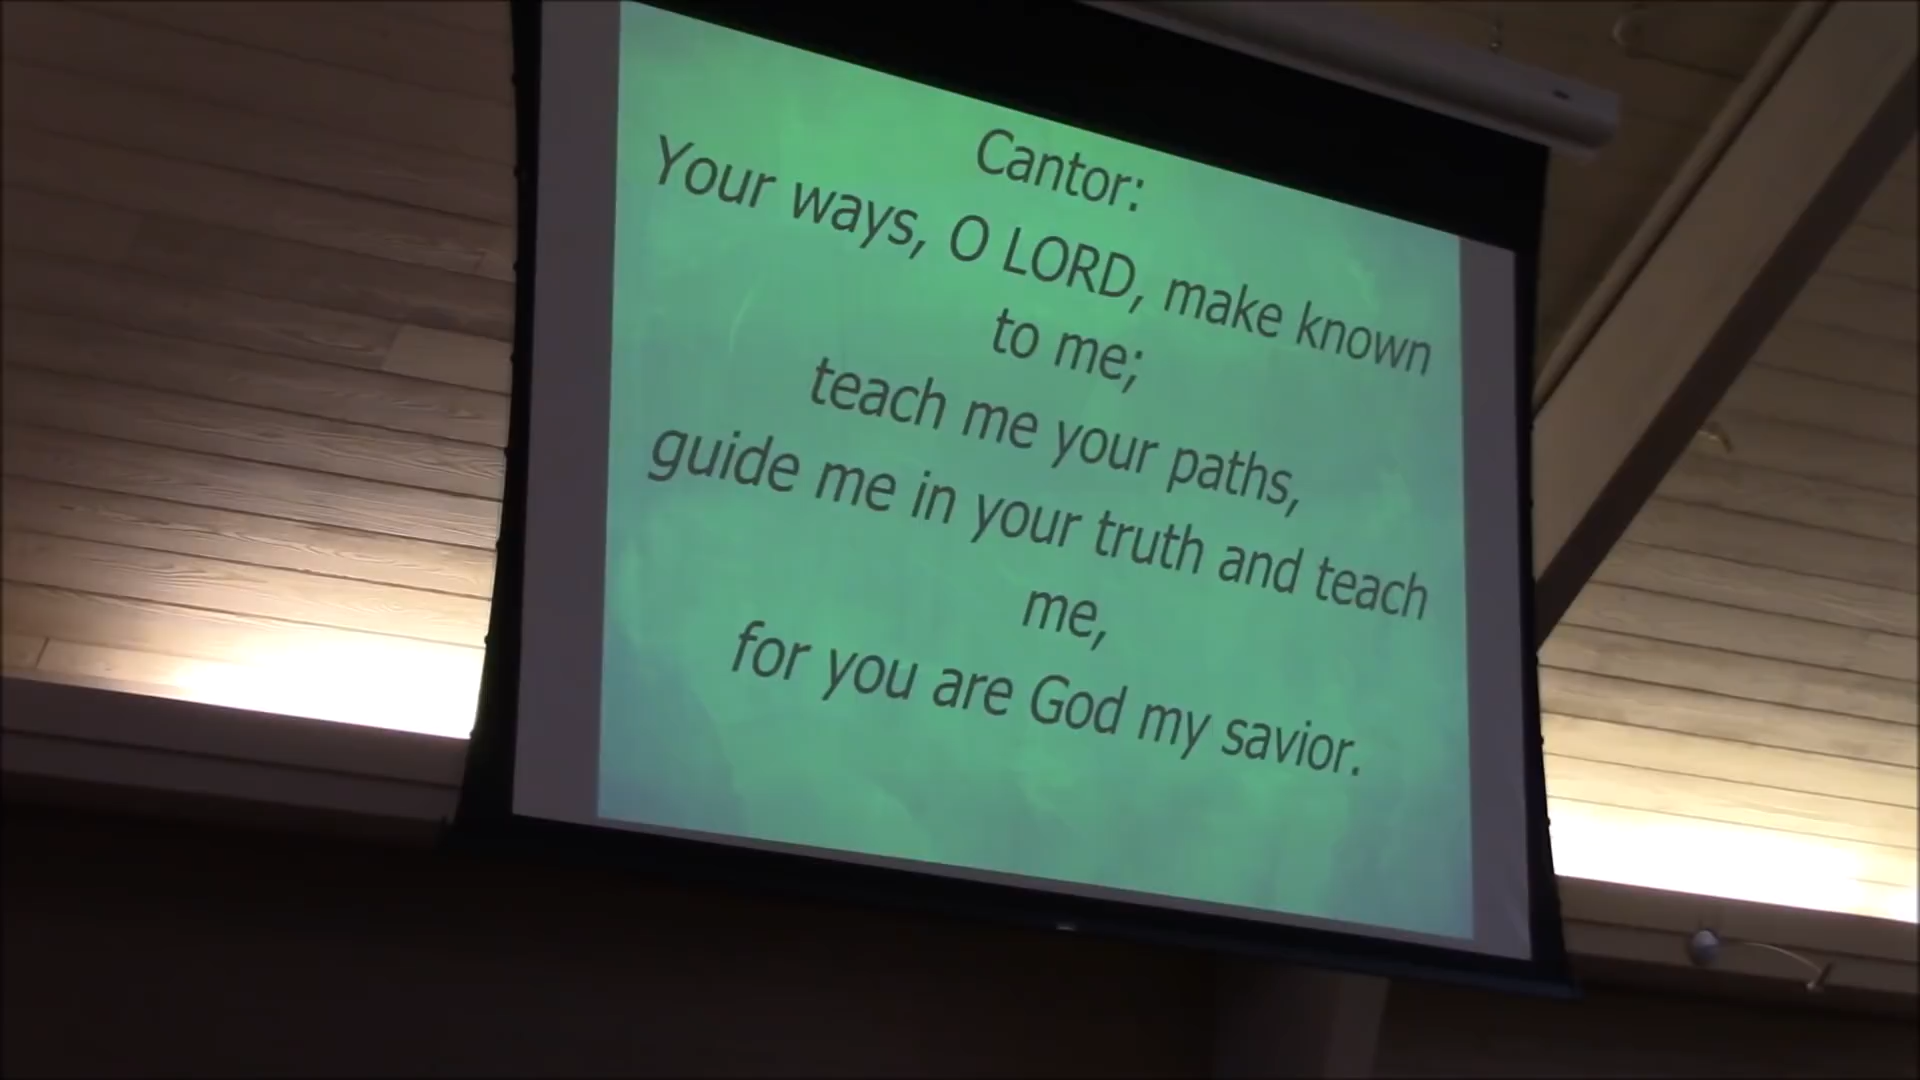 Cantor:
Your ways, O LORD, make known
to me;
teach me your paths,
guide me in your truth and teach
me,
for you are God my savior.